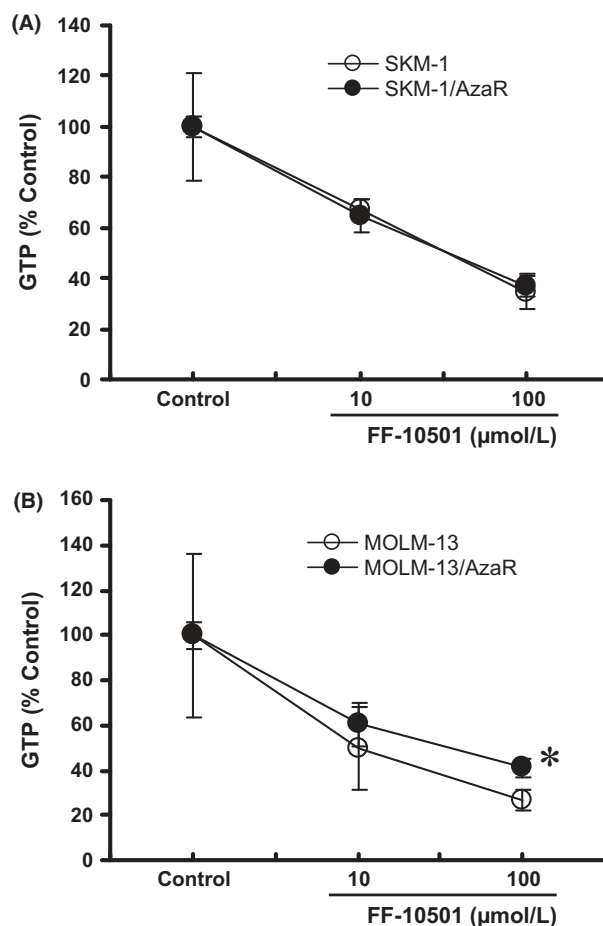 (A)
GTP (% Control)
140
120
100
80
60
40
20
0
SKM-1
SKM-1/AzaR
Control
10
100
FF-10501 (µmol/L)
(B)
GTP (% Control)
160
140
120
100
80
60
40
20
0
MOLM-13
MOLM-13/AzaR
*
Control
10
100
FF-10501 (µmol/L)